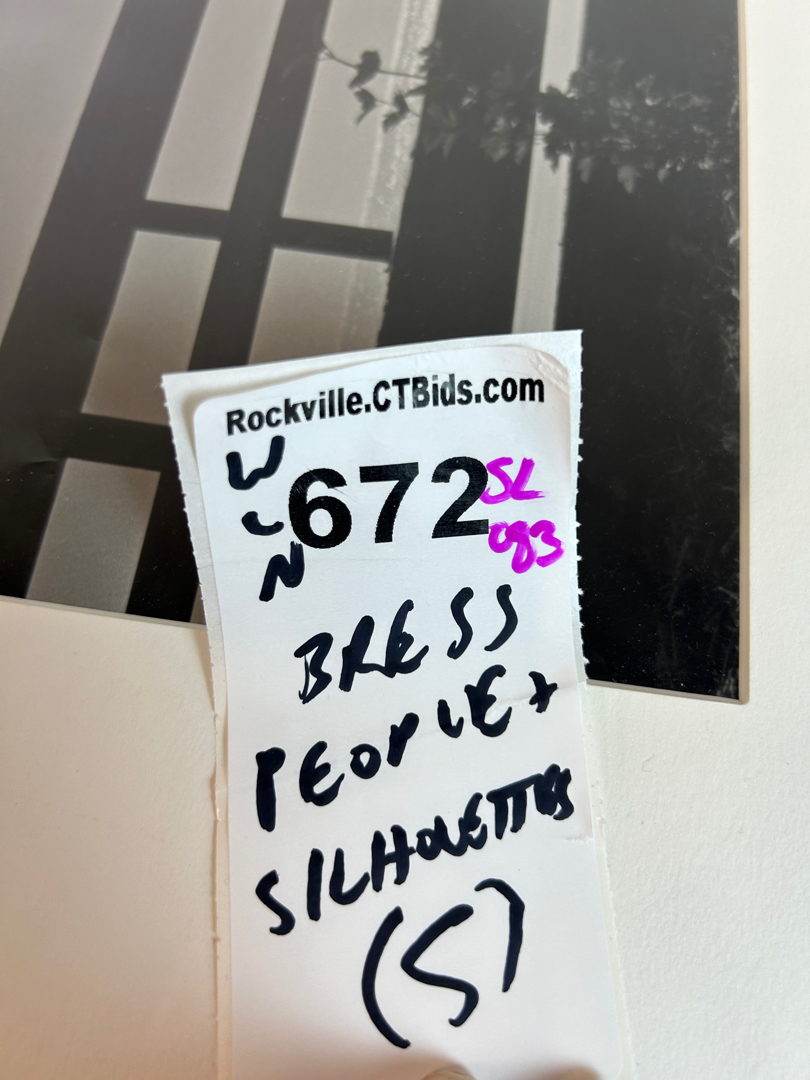 Rockville.CTBids.com
W
L
N
672
SL
083
BRESS
PEOPLE +
SILHOUETTES
(5)